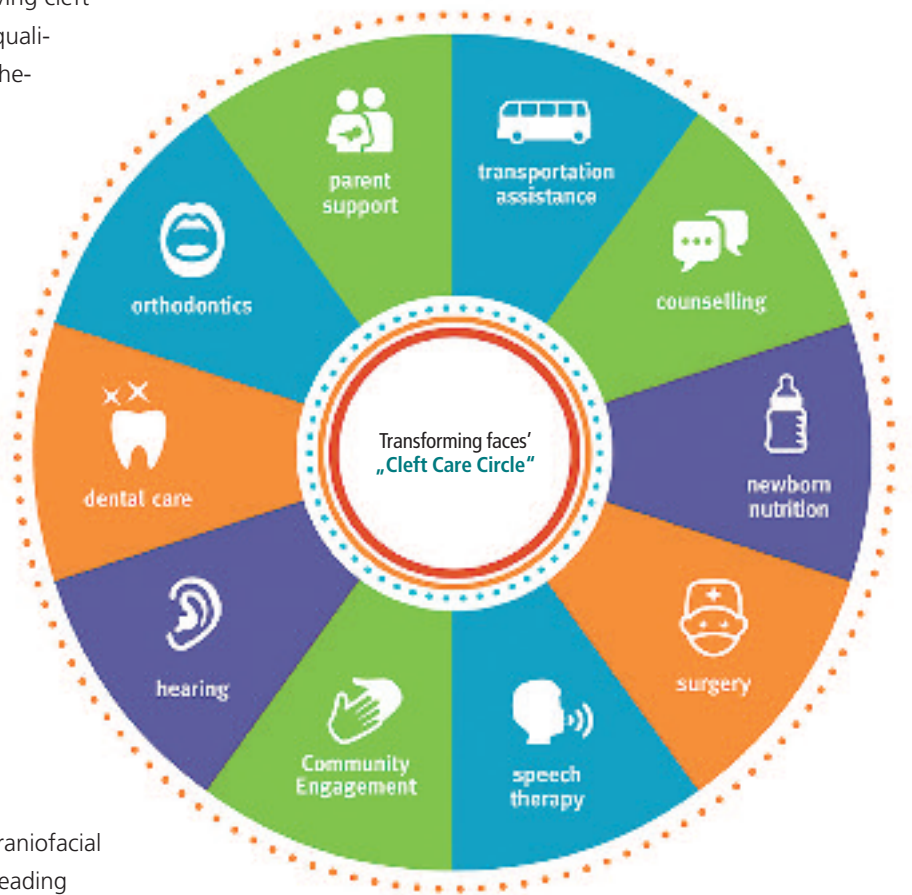 ving cleft
quali-
he-
parent
support
transportation
assistance
orthodontics
counselling
dental care
Transforming faces'
„Cleft Care Circle“
newborn
nutrition
hearing
surgery
Community
Engagement
speech
therapy
raniofacial
eading